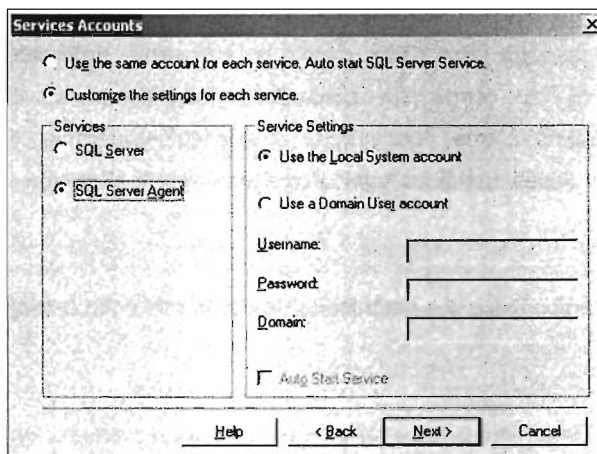 Services Accounts
Use the same account for each service. Auto start SQL Server Service.
Customize the settings for each service.
Services
SQL Server
SQL Server Agent
Service Settings
Use the Local System account
Use a Domain User account
Username:
Password:
Domain:
Auto Start Service
Help
< Back
Next >
Cancel